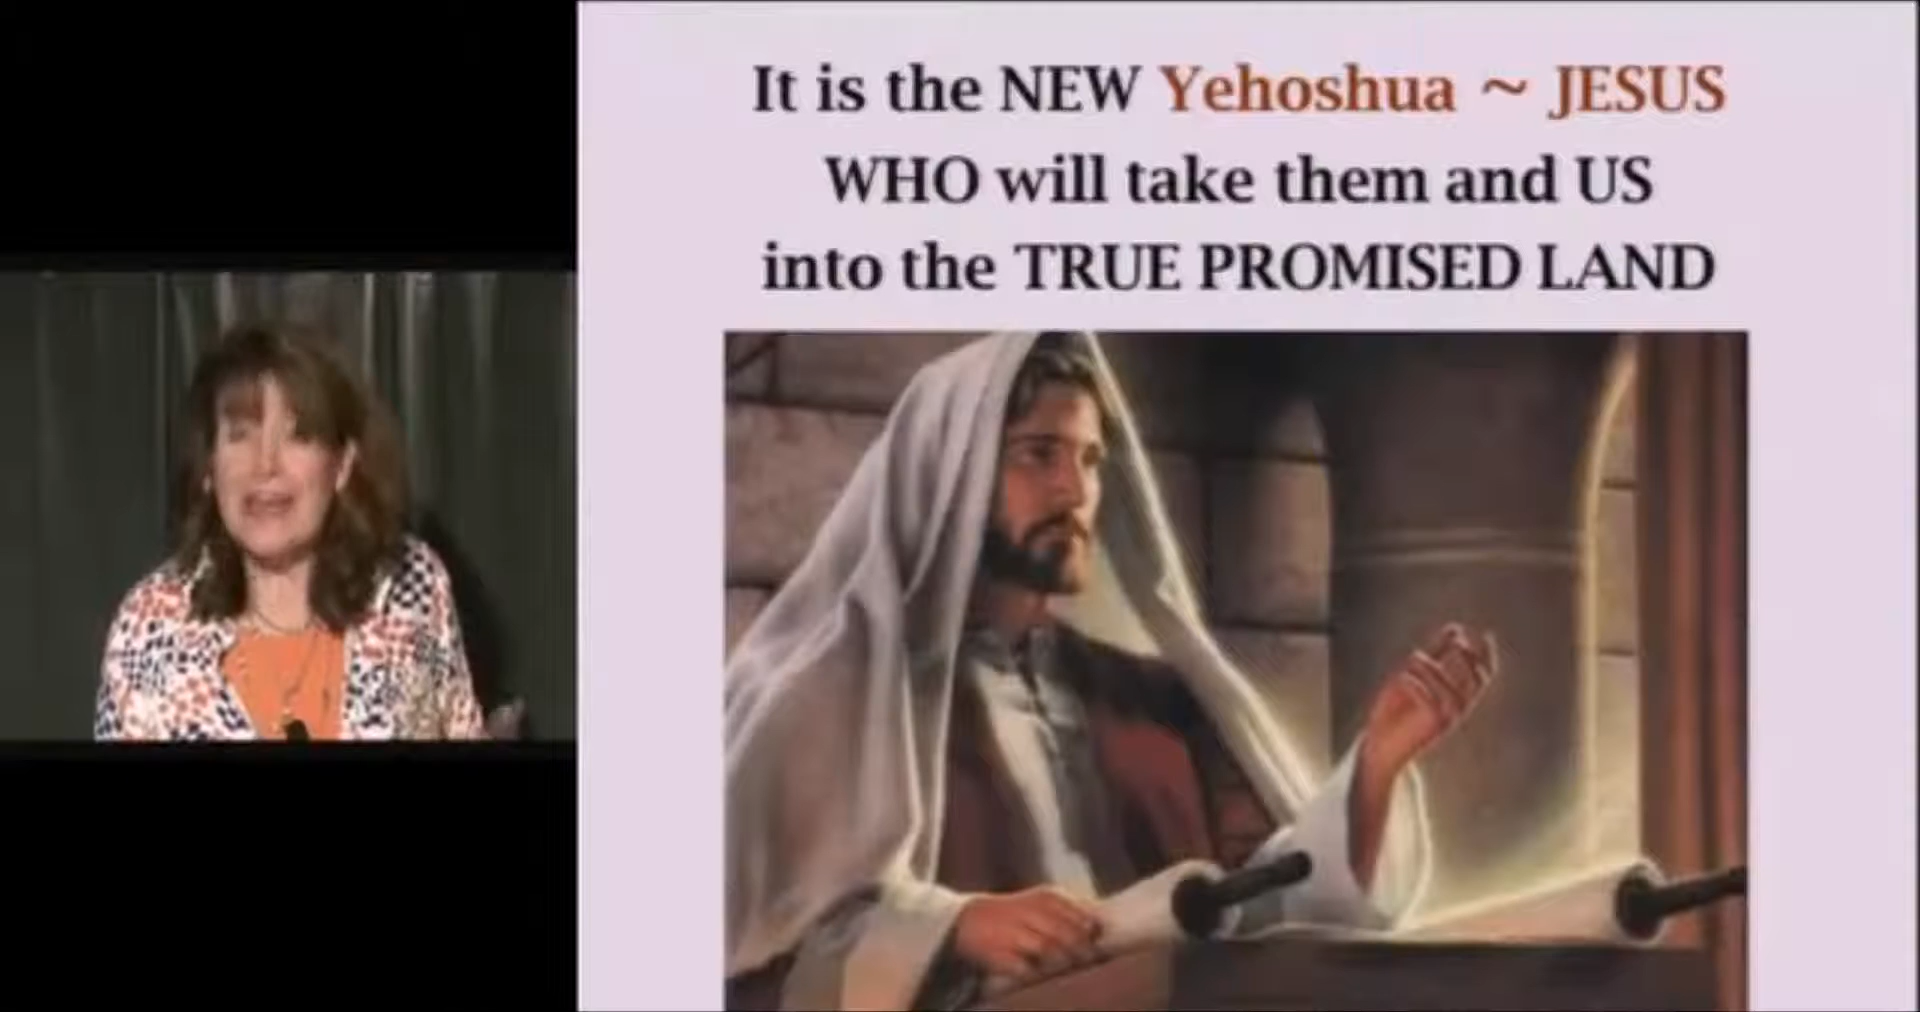 It is the NEW Yehoshua ~ JESUS
WHO will take them and US
into the TRUE PROMISED LAND